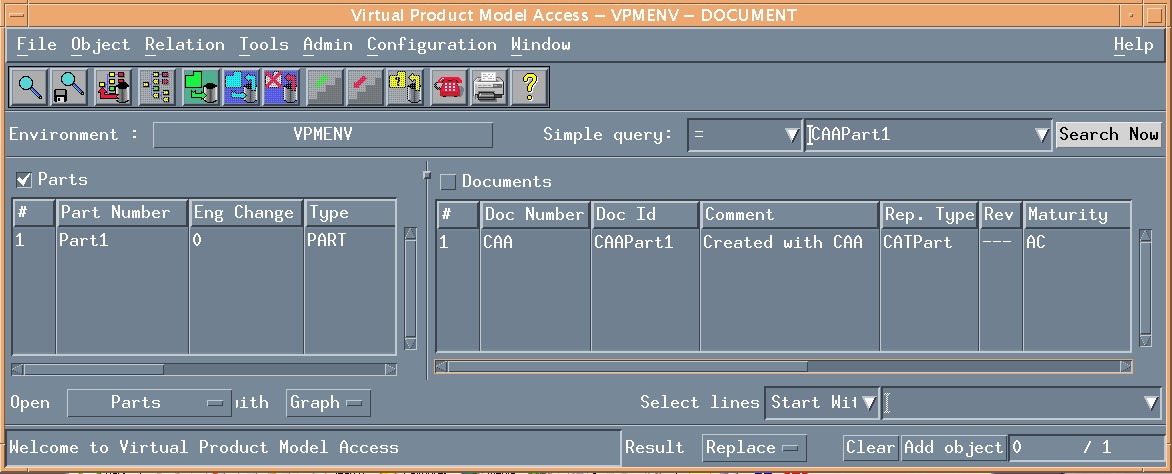 Virtual Product Model Access – VPMENV – DOCUMENT
File Object Relation Tools Admin Configuration Window Help
Environment : VPMENV Simple query: = CAAPart1 Search Now
Parts
Documents
# Part Number Eng Change Type
1 Part1 0 PART
# Doc Number Doc Id Comment Rep. Type Rev Maturity
1 CAA CAAPart1 Created with CAA CATPart --- AC
Open Parts with Graph Select lines Start Wit
Welcome to Virtual Product Model Access Result Replace Clear Add object 0 / 1